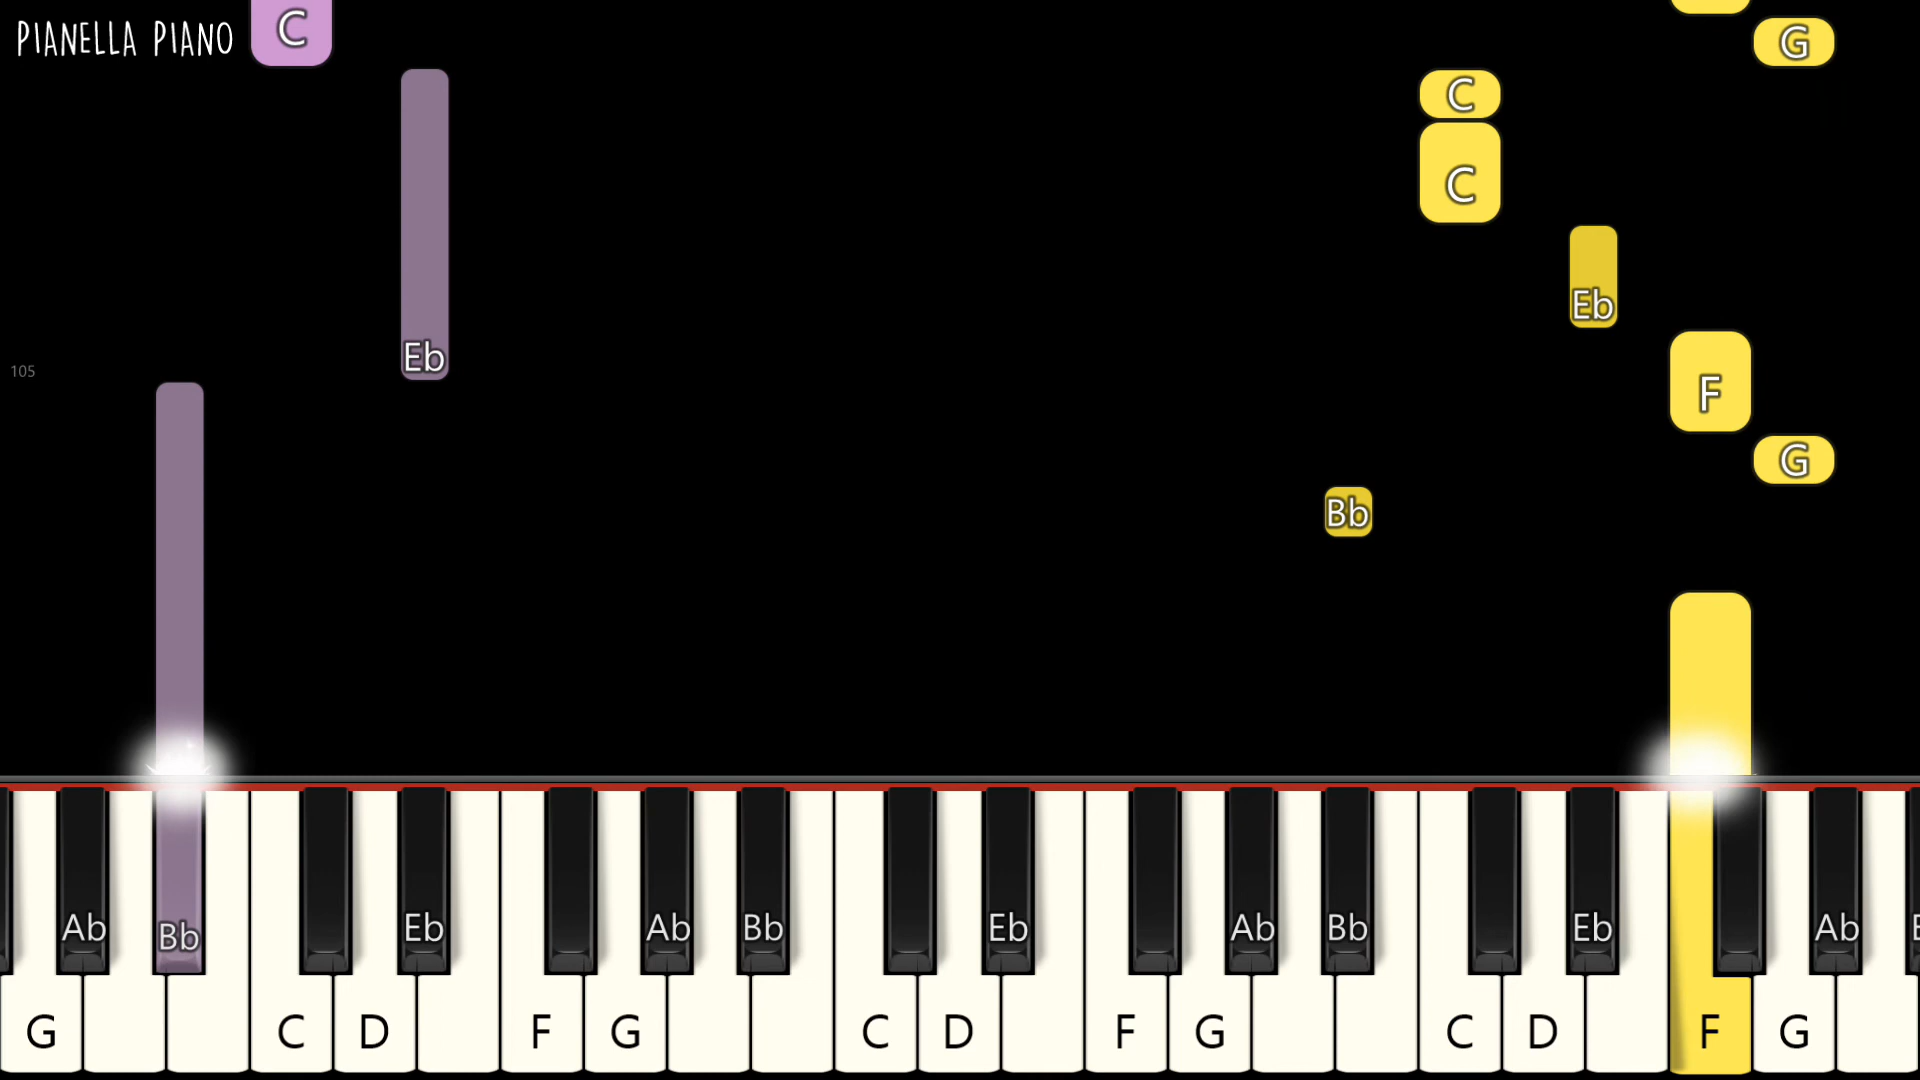 PIANELLA PIANO
C
G
C
C
Eb
Eb
105
F
G
Bb
Ab Bb Eb Ab Bb Eb Ab Bb Eb Ab
G C D F G C D F G C D F G